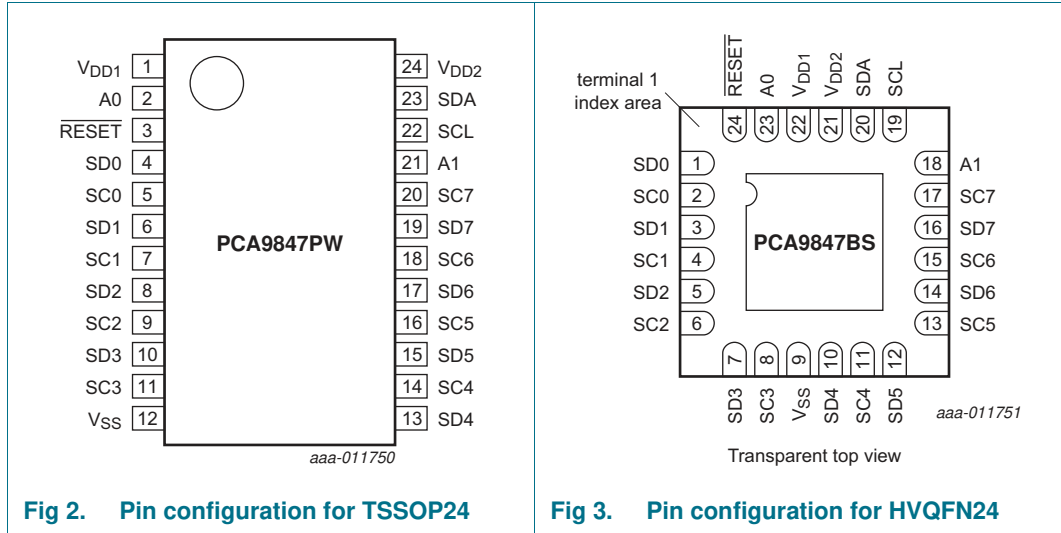 VDD1 1 24 VDD2
A0 2 23 SDA
RESET 3 22 SCL
SD0 4 21 A1
SC0 5 20 SC7
SD1 6 19 SD7
SC1 7 18 SC6
SD2 8 17 SD6
SC2 9 16 SC5
SD3 10 15 SD5
SC3 11 14 SC4
VSS 12 13 SD4
PCA9847PW
aaa-011750
Fig 2. Pin configuration for TSSOP24
terminal 1
index area
RESET A0 VDD1 VDD2 SDA SCL
24 23 22 21 20 19
SD0 1 18 A1
SC0 2 17 SC7
SD1 3 16 SD7
SC1 4 15 SC6
SD2 5 14 SD6
SC2 6 13 SC5
PCA9847BS
7 8 9 10 11 12
SD3 SC3 VSS SD4 SC4 SD5
aaa-011751
Transparent top view
Fig 3. Pin configuration for HVQFN24